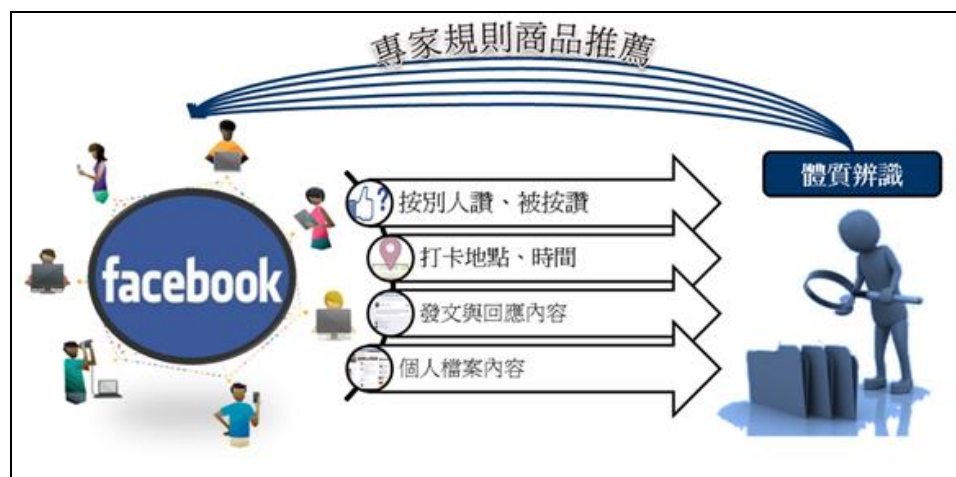 專家規則商品推薦
體質辨識
facebook
按別人讚、被按讚
打卡地點、時間
發文與回應內容
個人檔案內容